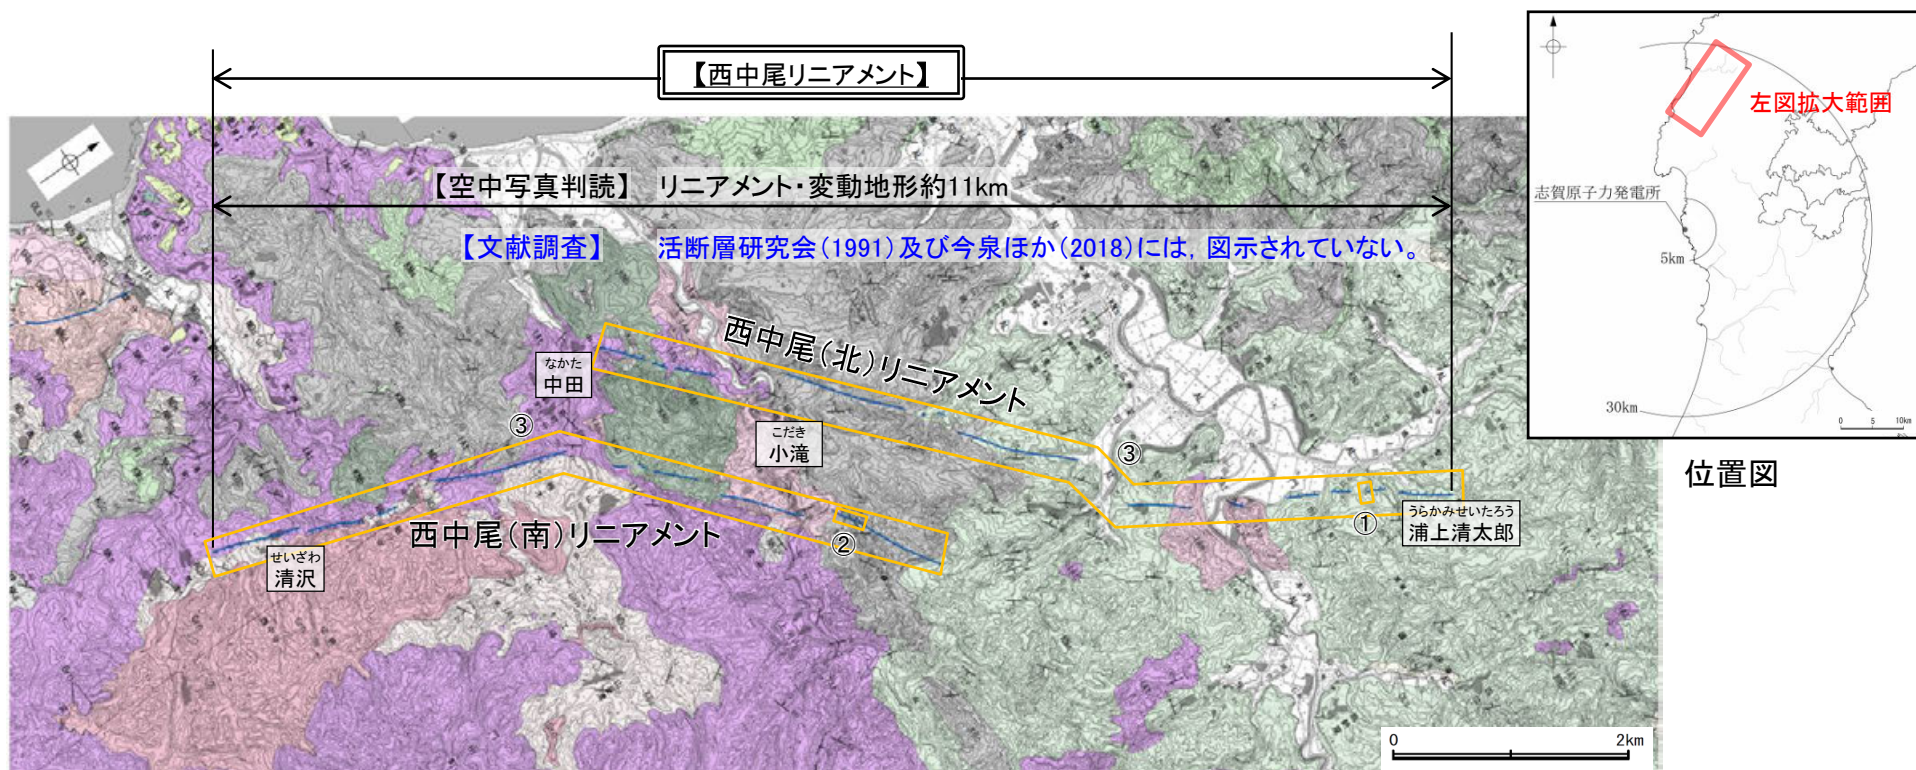 【西中尾リニアメント】
左図拡大範囲
【空中写真判読】 リニアメント・変動地形約11km
志賀原子力発電所
【文献調査】 活断層研究会(1991)及び今泉ほか(2018)には, 図示されていない。
5km
西中尾(北)リニアメント
なかた
中田
30km
0 5 10km
こだき
小滝
③
③
位置図
西中尾(南)リニアメント
②
①
うらかみせいたろう
浦上清太郎
せいざわ
清沢
0 2km